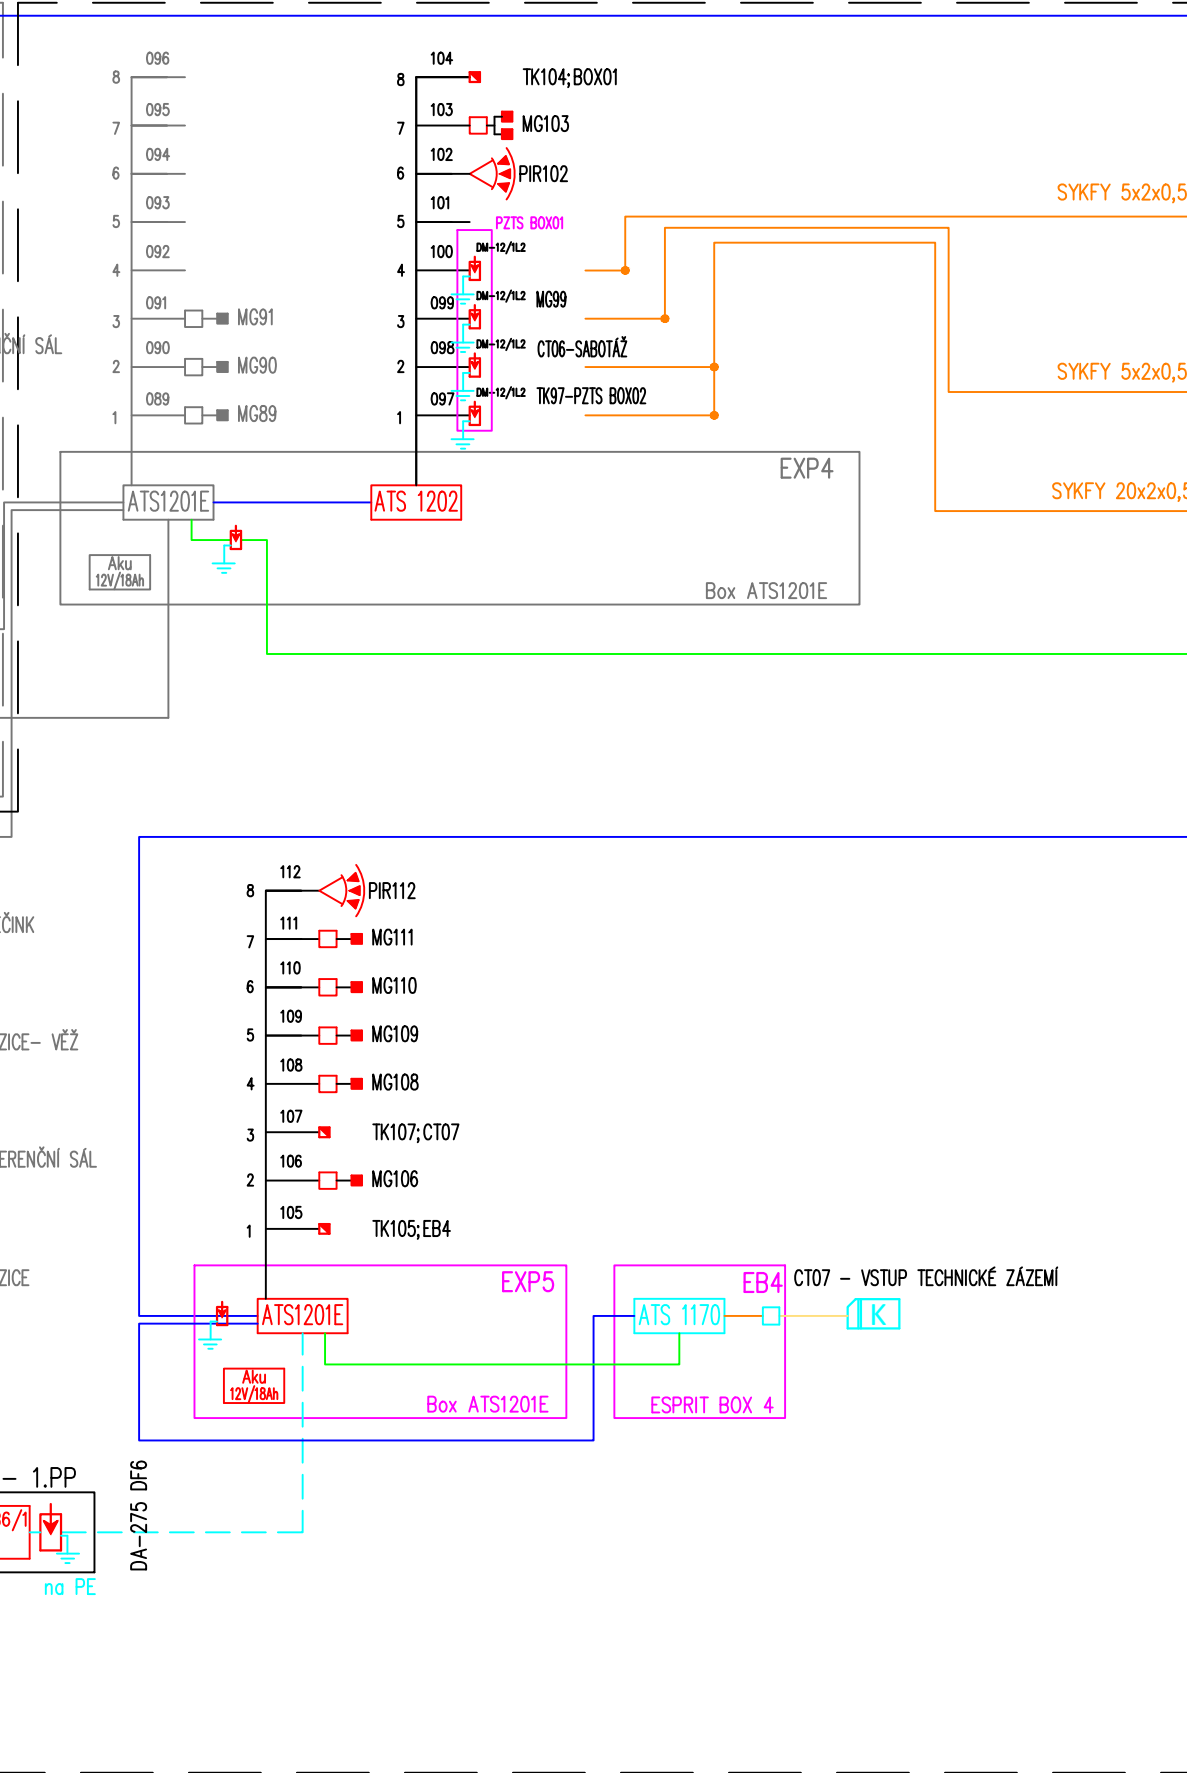 096
8
095
7
094
6
093
5
092
4
091
3
MG91
090
2
MG90
089
1
MG89
104
8
TK104;BOX01
103
7
MG103
102
6
PIR102
101
5
PZTS BOX01
100
4
DM-12/1L2
099
3
DM-12/1L2
MG99
098
2
DM-12/1L2
CT06-SABOTÁŽ
097
1
DM-12/1L2
TK97-PZTS BOX02
SYKFY 5x2x0,5
SYKFY 5x2x0,5
SYKFY 20x2x0,5
SÁL
EXP4
ATS1201E
ATS 1202
Aku
12V/18Ah
Box ATS1201E
112
8
PIR112
111
7
MG111
110
6
MG110
109
5
MG109
108
4
MG108
107
3
TK107;CT07
106
2
MG106
105
1
TK105;EB4
EČINK
ZICE- VĚŽ
ERENČNÍ SÁL
ZICE
EXP5
ATS1201E
Aku
12V/18Ah
Box ATS1201E
EB4
ATS 1170
ESPRIT BOX 4
CT07 - VSTUP TECHNICKÉ ZÁZEMÍ
K
- 1.PP
6/1
na PE
DA-275 DF6